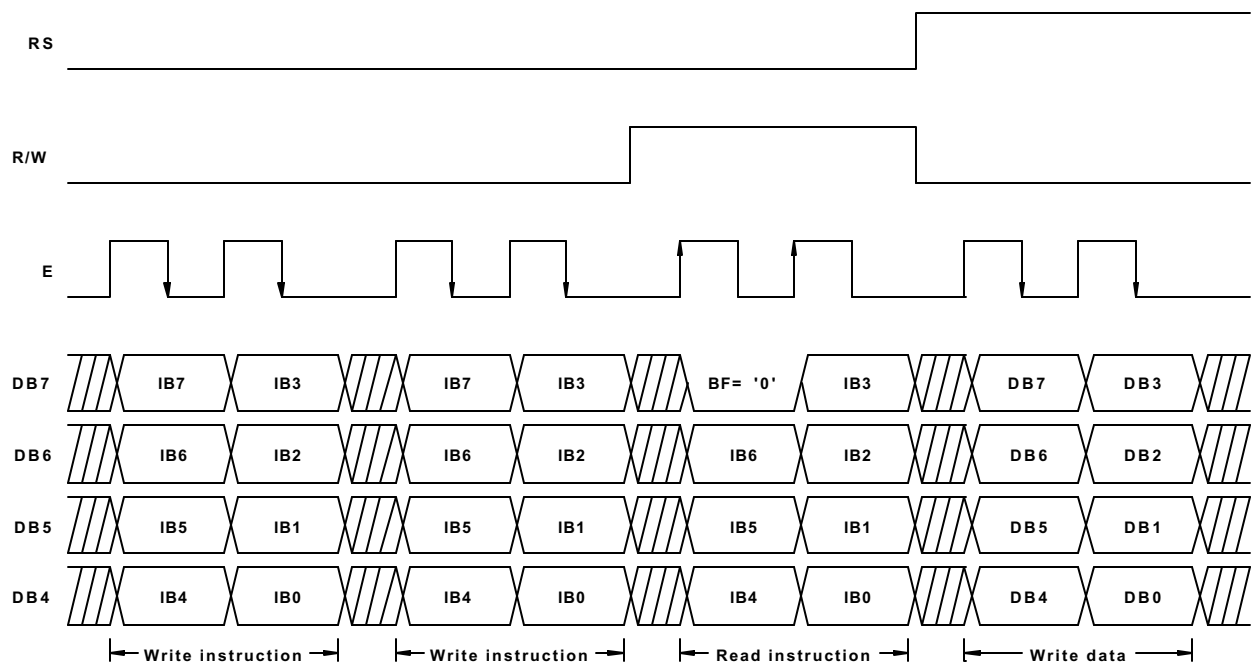 RS
R/W
E
DB7 IB7 IB3 IB7 IB3 BF= '0' IB3 DB7 DB3
DB6 IB6 IB2 IB6 IB2 IB6 IB2 DB6 DB2
DB5 IB5 IB1 IB5 IB1 IB5 IB1 DB5 DB1
DB4 IB4 IB0 IB4 IB0 IB4 IB0 DB4 DB0
Write instruction Write instruction Read instruction Write data